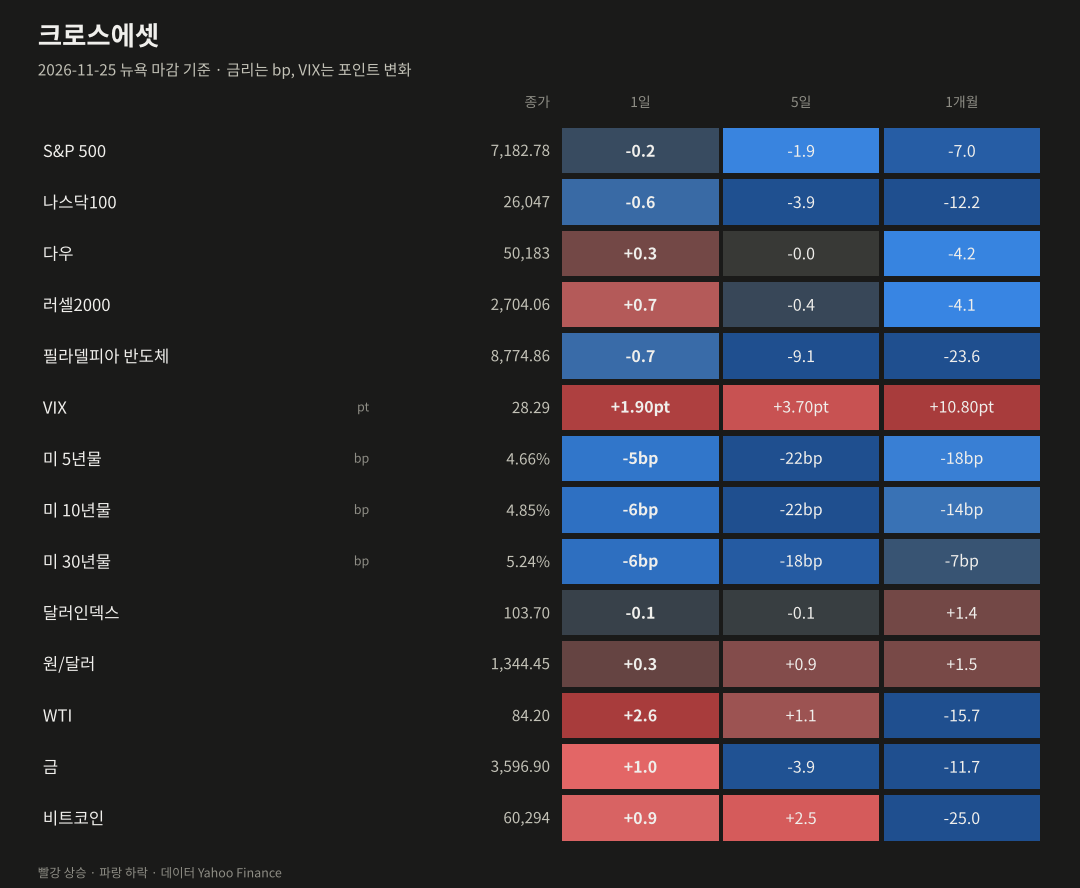 크로스에셋
2026-11-25 뉴욕 마감 기준 · 금리는 bp, VIX는 포인트 변화
종가 1일 5일 1개월
S&P 500 7,182.78 -0.2 -1.9 -7.0
나스닥100 26,047 -0.6 -3.9 -12.2
다우 50,183 +0.3 -0.0 -4.2
러셀2000 2,704.06 +0.7 -0.4 -4.1
필라델피아 반도체 8,774.86 -0.7 -9.1 -23.6
VIX pt 28.29 +1.90pt +3.70pt +10.80pt
미 5년물 bp 4.66% -5bp -22bp -18bp
미 10년물 bp 4.85% -6bp -22bp -14bp
미 30년물 bp 5.24% -6bp -18bp -7bp
달러인덱스 103.70 -0.1 -0.1 +1.4
원/달러 1,344.45 +0.3 +0.9 +1.5
WTI 84.20 +2.6 +1.1 -15.7
금 3,596.90 +1.0 -3.9 -11.7
비트코인 60,294 +0.9 +2.5 -25.0
빨강 상승 · 파랑 하락 · 데이터 Yahoo Finance